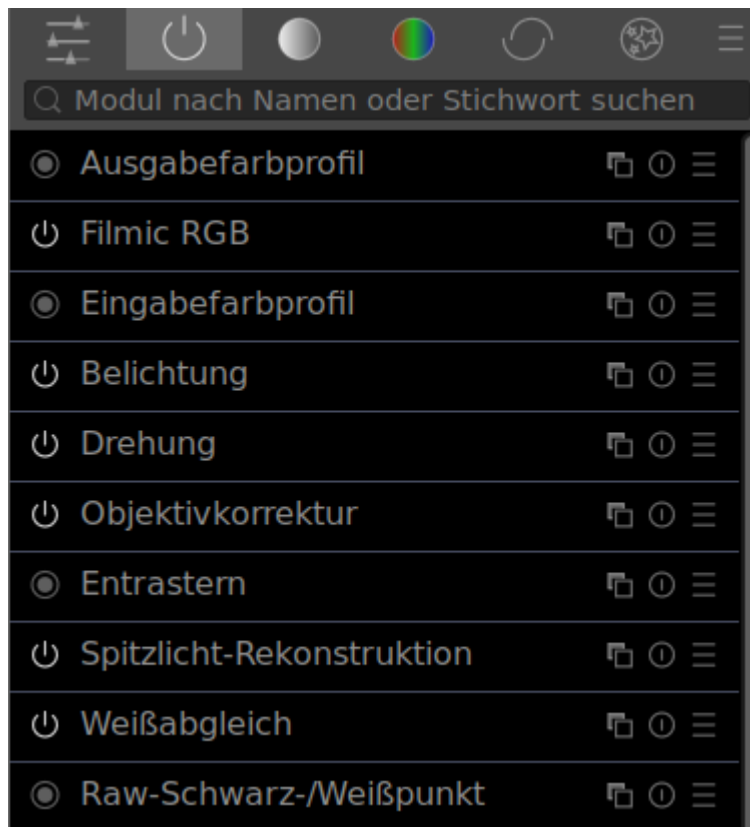 Modul nach Namen oder Stichwort suchen
Ausgabefarbprofil
Filmic RGB
Eingabefarbprofil
Belichtung
Drehung
Objektivkorrektur
Entrastern
Spitzlicht-Rekonstruktion
Weißabgleich
Raw-Schwarz-/Weißpunkt